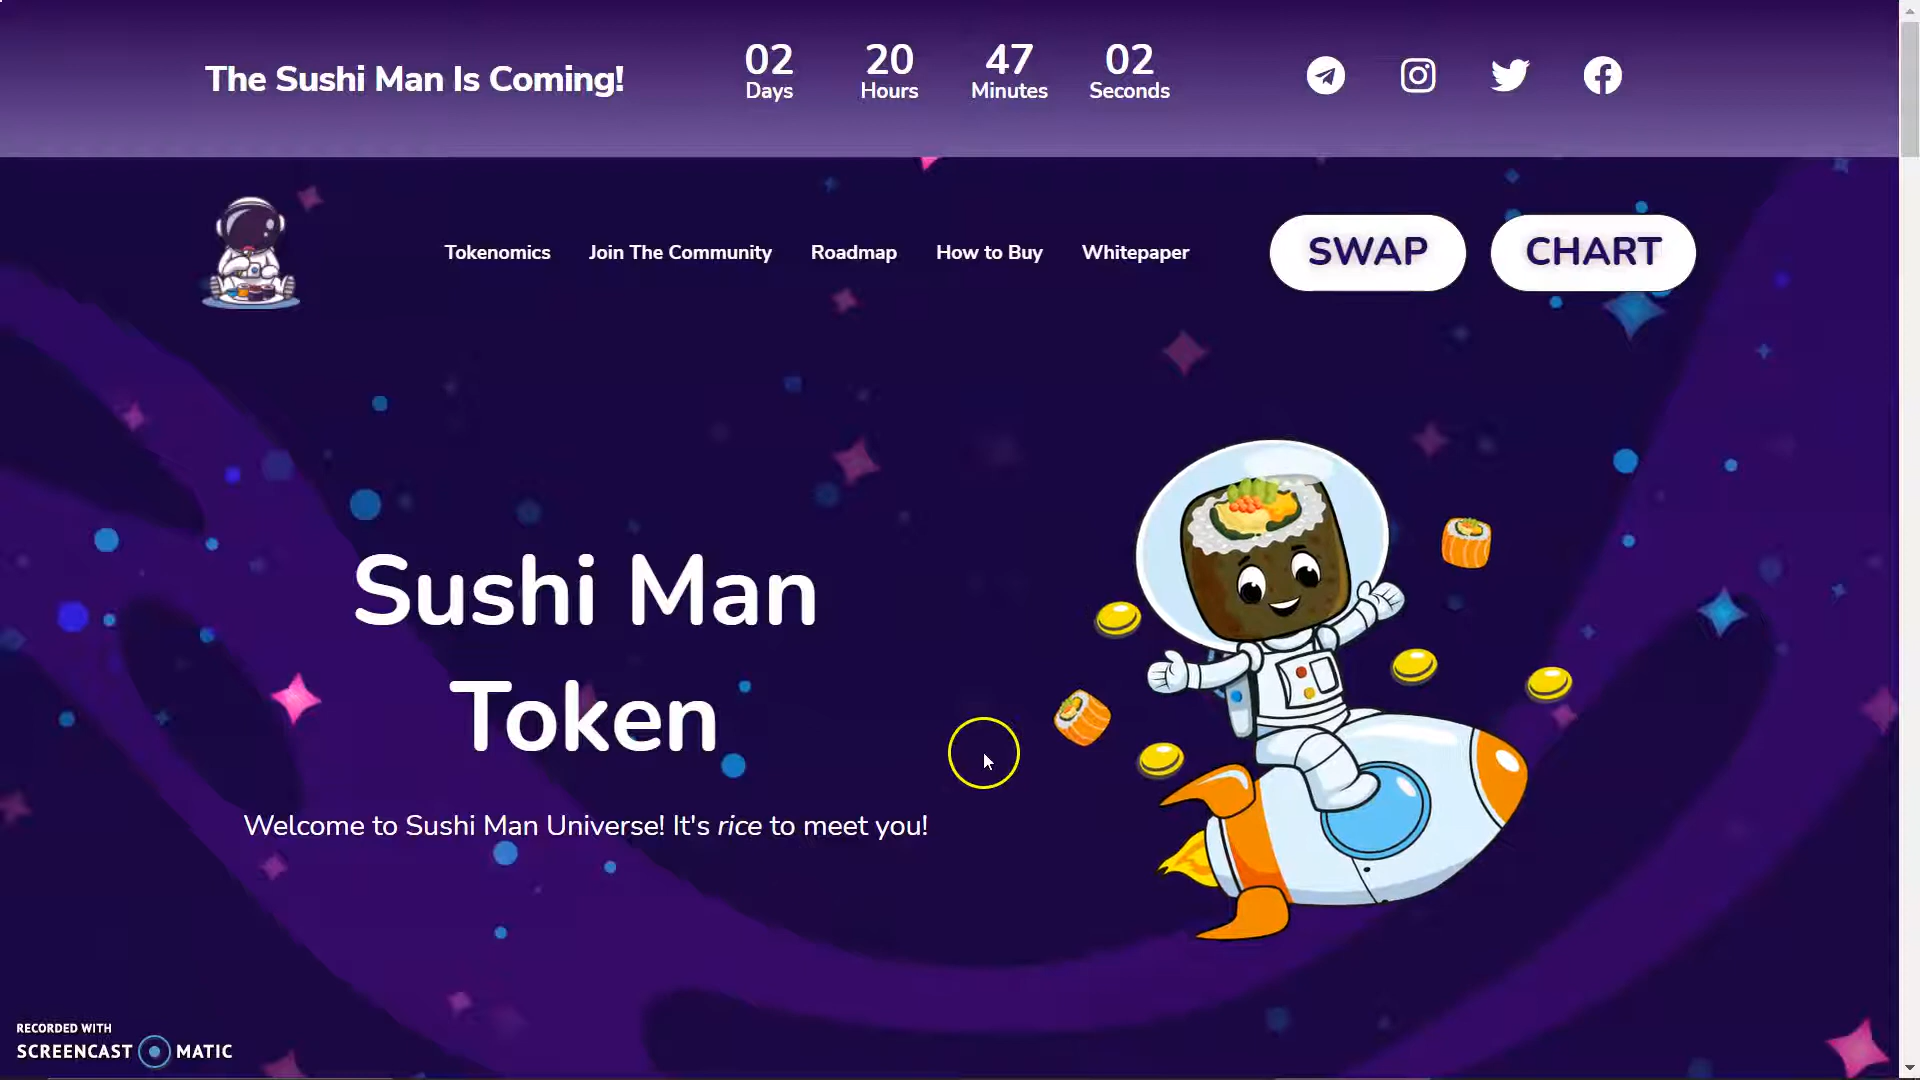 The Sushi Man Is Coming!
02 20 47 02
Days Hours Minutes Seconds
Tokenomics Join The Community Roadmap How to Buy Whitepaper SWAP CHART
Sushi Man
Token
Welcome to Sushi Man Universe! It's rice to meet you!
RECORDED WITH
SCREENCAST MATIC